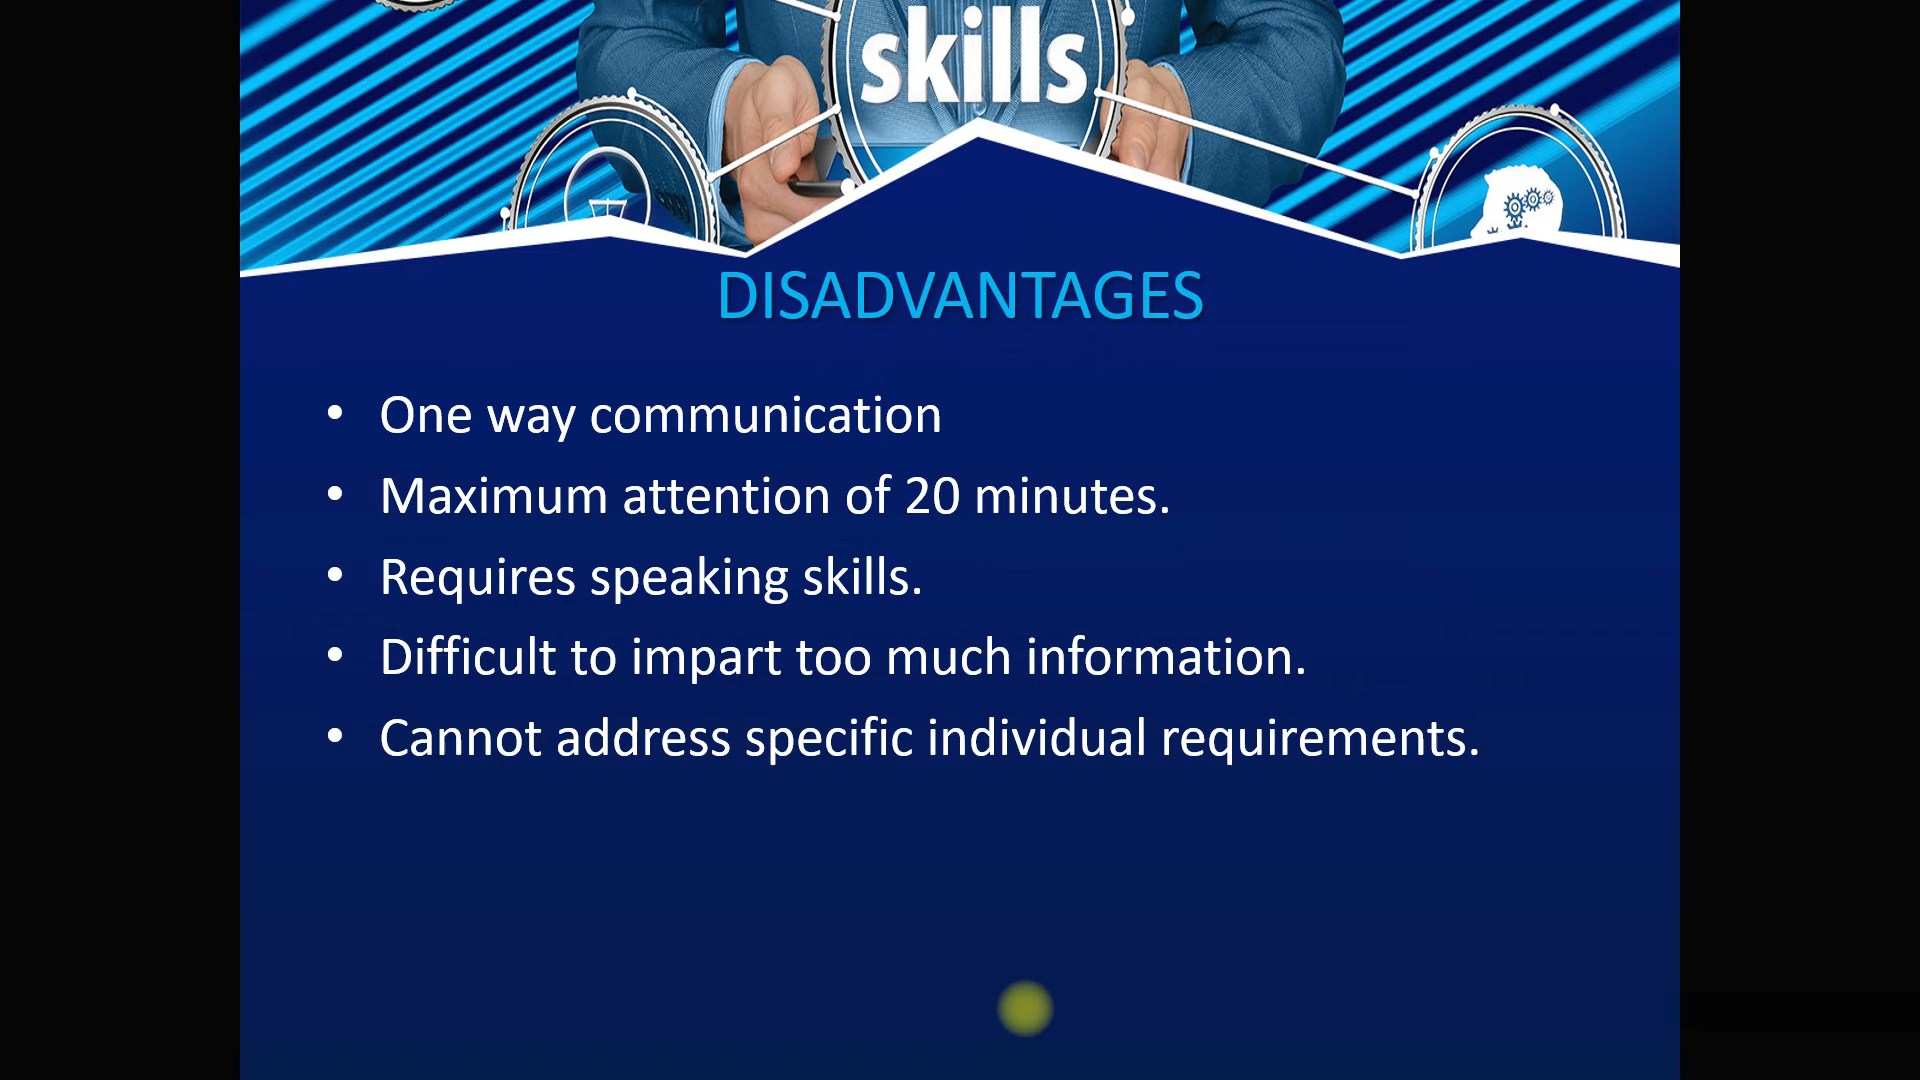 skills
DISADVANTAGES
• One way communication
• Maximum attention of 20 minutes.
• Requires speaking skills.
• Difficult to impart too much information.
• Cannot address specific individual requirements.